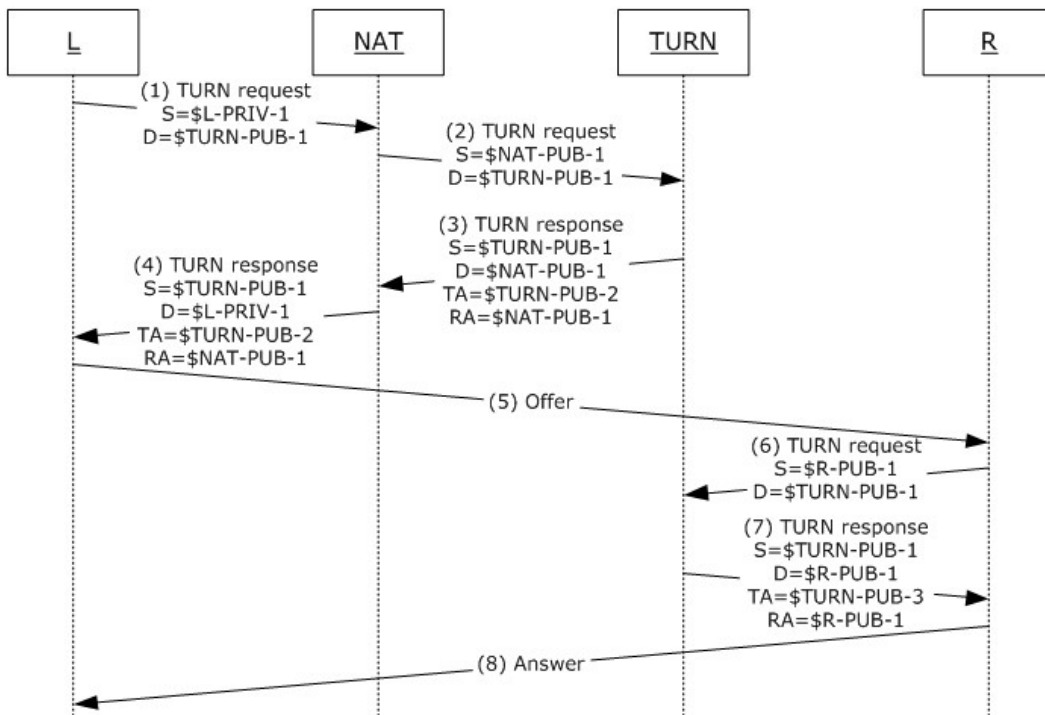 L
NAT
TURN
R
(1) TURN request
S=$L-PRIV-1
D=$TURN-PUB-1
(2) TURN request
S=$NAT-PUB-1
D=$TURN-PUB-1
(3) TURN response
S=$TURN-PUB-1
D=$NAT-PUB-1
TA=$TURN-PUB-2
RA=$NAT-PUB-1
(4) TURN response
S=$TURN-PUB-1
D=$L-PRIV-1
TA=$TURN-PUB-2
RA=$NAT-PUB-1
(5) Offer
(6) TURN request
S=$R-PUB-1
D=$TURN-PUB-1
(7) TURN response
S=$TURN-PUB-1
D=$R-PUB-1
TA=$TURN-PUB-3
RA=$R-PUB-1
(8) Answer